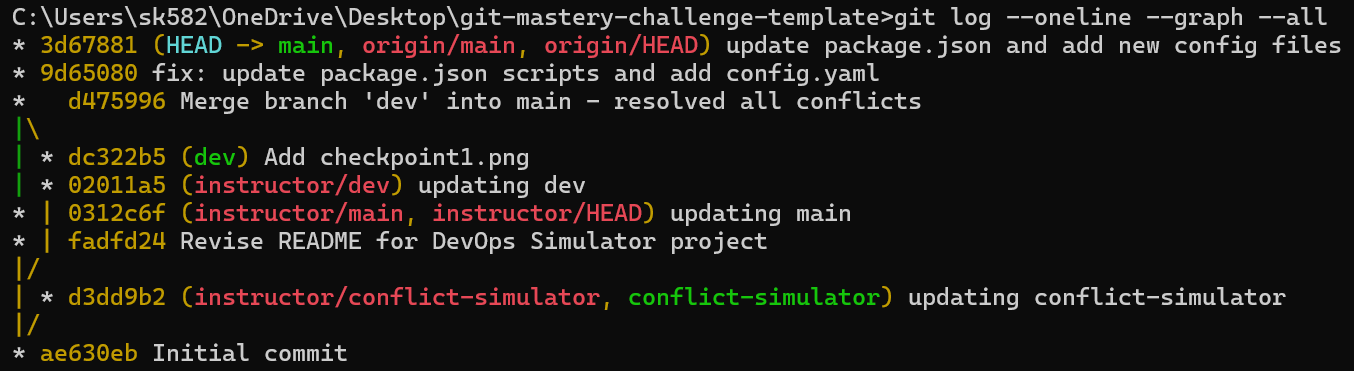 C:\Users\sk582\OneDrive\Desktop\git-mastery-challenge-template>git log --oneline --graph --all
* 3d67881 (HEAD -> main, origin/main, origin/HEAD) update package.json and add new config files
* 9d65080 fix: update package.json scripts and add config.yaml
*   d475996 Merge branch 'dev' into main - resolved all conflicts
|\
| * dc322b5 (dev) Add checkpoint1.png
| * 02011a5 (instructor/dev) updating dev
* | 0312c6f (instructor/main, instructor/HEAD) updating main
* | fadfd24 Revise README for DevOps Simulator project
|/
| * d3dd9b2 (instructor/conflict-simulator, conflict-simulator) updating conflict-simulator
|/
* ae630eb Initial commit